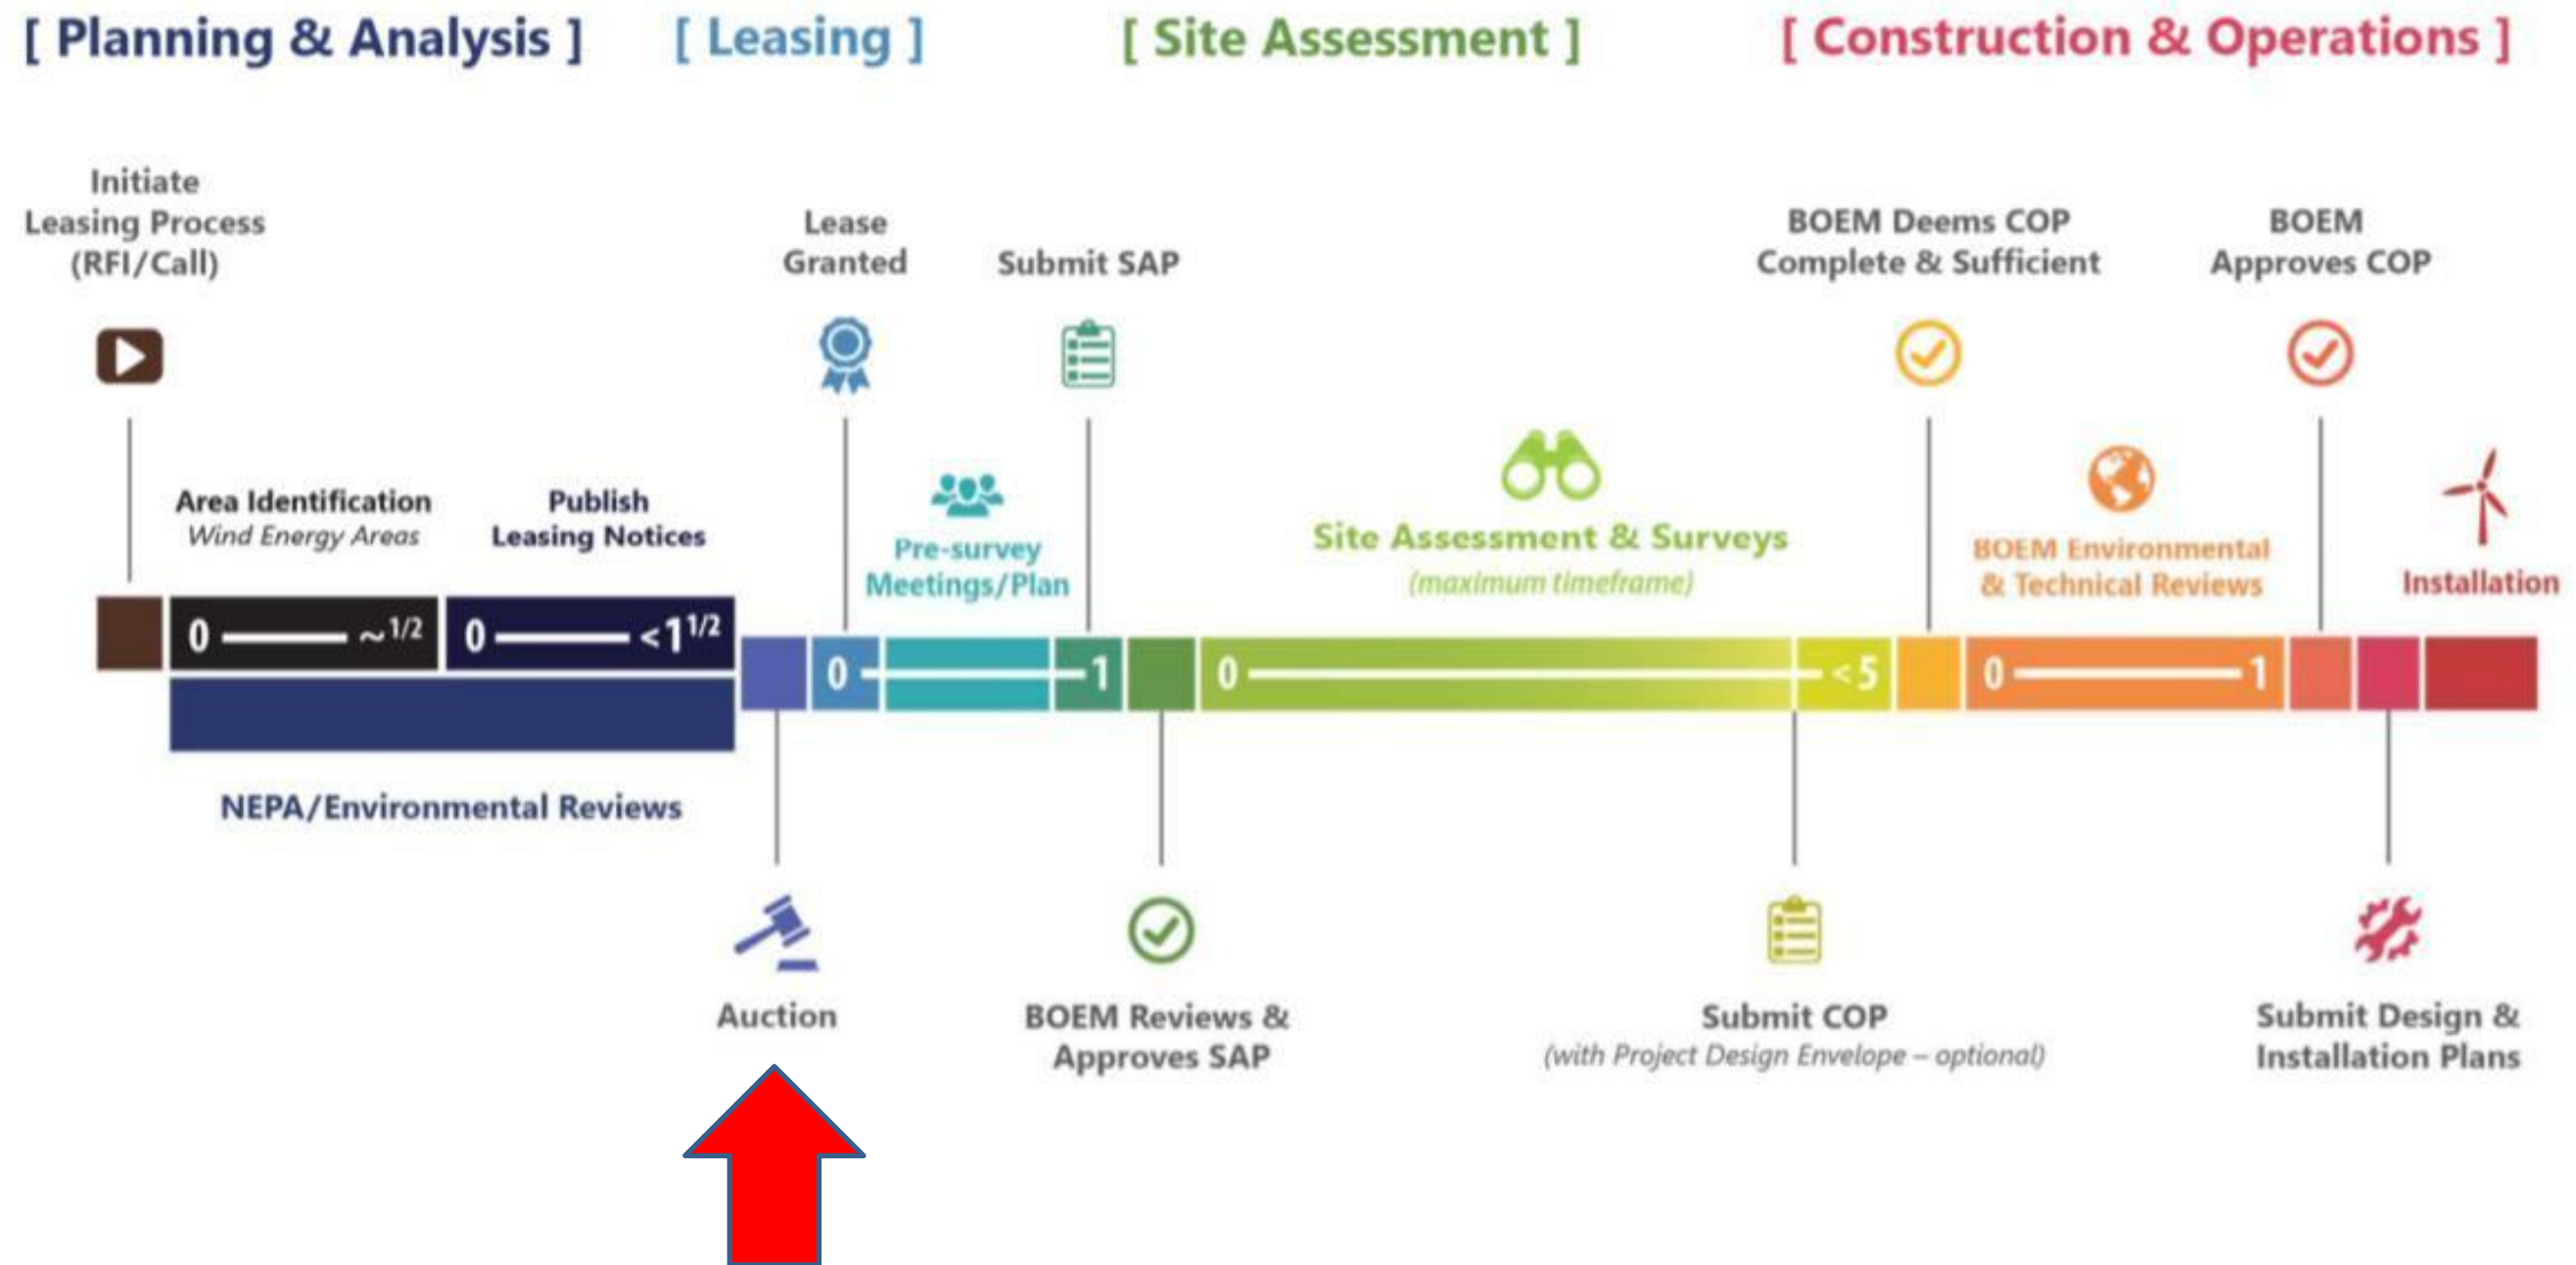 [ Planning & Analysis ]
[ Leasing ]
[ Site Assessment ]
[ Construction & Operations ]
Initiate
Leasing Process
(RFI/Call)
Lease
Granted
Submit SAP
BOEM Deems COP
Complete & Sufficient
BOEM
Approves COP
Area Identification
Wind Energy Areas
Publish
Leasing Notices
Pre-survey
Meetings/Plan
Site Assessment & Surveys
(maximum timeframe)
BOEM Environmental
& Technical Reviews
Installation
0 ~1/2
0 <1 1/2
0 1
0 <5
0 1
NEPA/Environmental Reviews
Auction
BOEM Reviews &
Approves SAP
Submit COP
(with Project Design Envelope – optional)
Submit Design &
Installation Plans